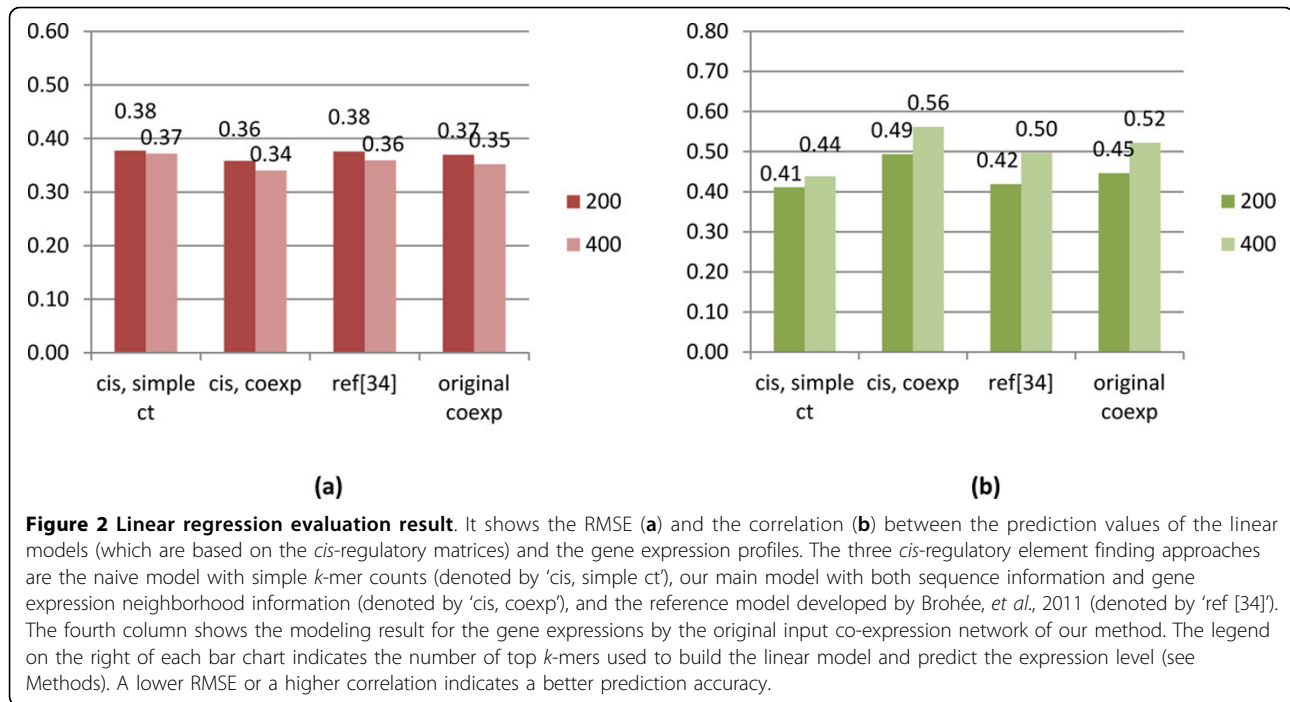 0.60
0.50
0.40
0.30
0.20
0.10
0.00
0.38
0.37
0.36
0.34
0.38
0.36
0.37
0.35
cis, simple
ct
cis, coexp
ref[34]
original
coexp
200
400
(a)
0.80
0.70
0.60
0.50
0.40
0.30
0.20
0.10
0.00
0.41
0.44
0.49
0.56
0.42
0.50
0.45
0.52
cis, simple
ct
cis, coexp
ref[34]
original
coexp
200
400
(b)
Figure 2 Linear regression evaluation result. It shows the RMSE (a) and the correlation (b) between the prediction values of the linear
models (which are based on the cis-regulatory matrices) and the gene expression profiles. The three cis-regulatory element finding approaches
are the naive model with simple k-mer counts (denoted by ‘cis, simple ct’), our main model with both sequence information and gene
expression neighborhood information (denoted by ‘cis, coexp’), and the reference model developed by Brohée, et al., 2011 (denoted by ‘ref [34]’).
The fourth column shows the modeling result for the gene expressions by the original input co-expression network of our method. The legend
on the right of each bar chart indicates the number of top k-mers used to build the linear model and predict the expression level (see
Methods). A lower RMSE or a higher correlation indicates a better prediction accuracy.